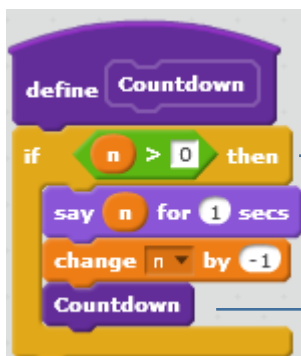 define Countdown
if n > 0 then
say n for 1 secs
change n by -1
Countdown